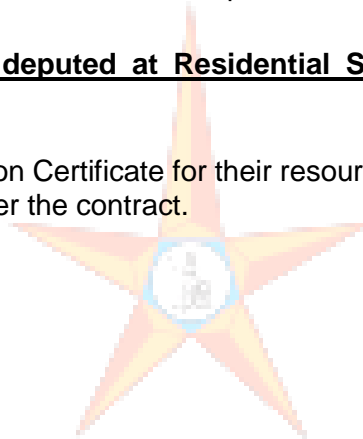 deputed at Residential S
on Certificate for their resour
er the contract.